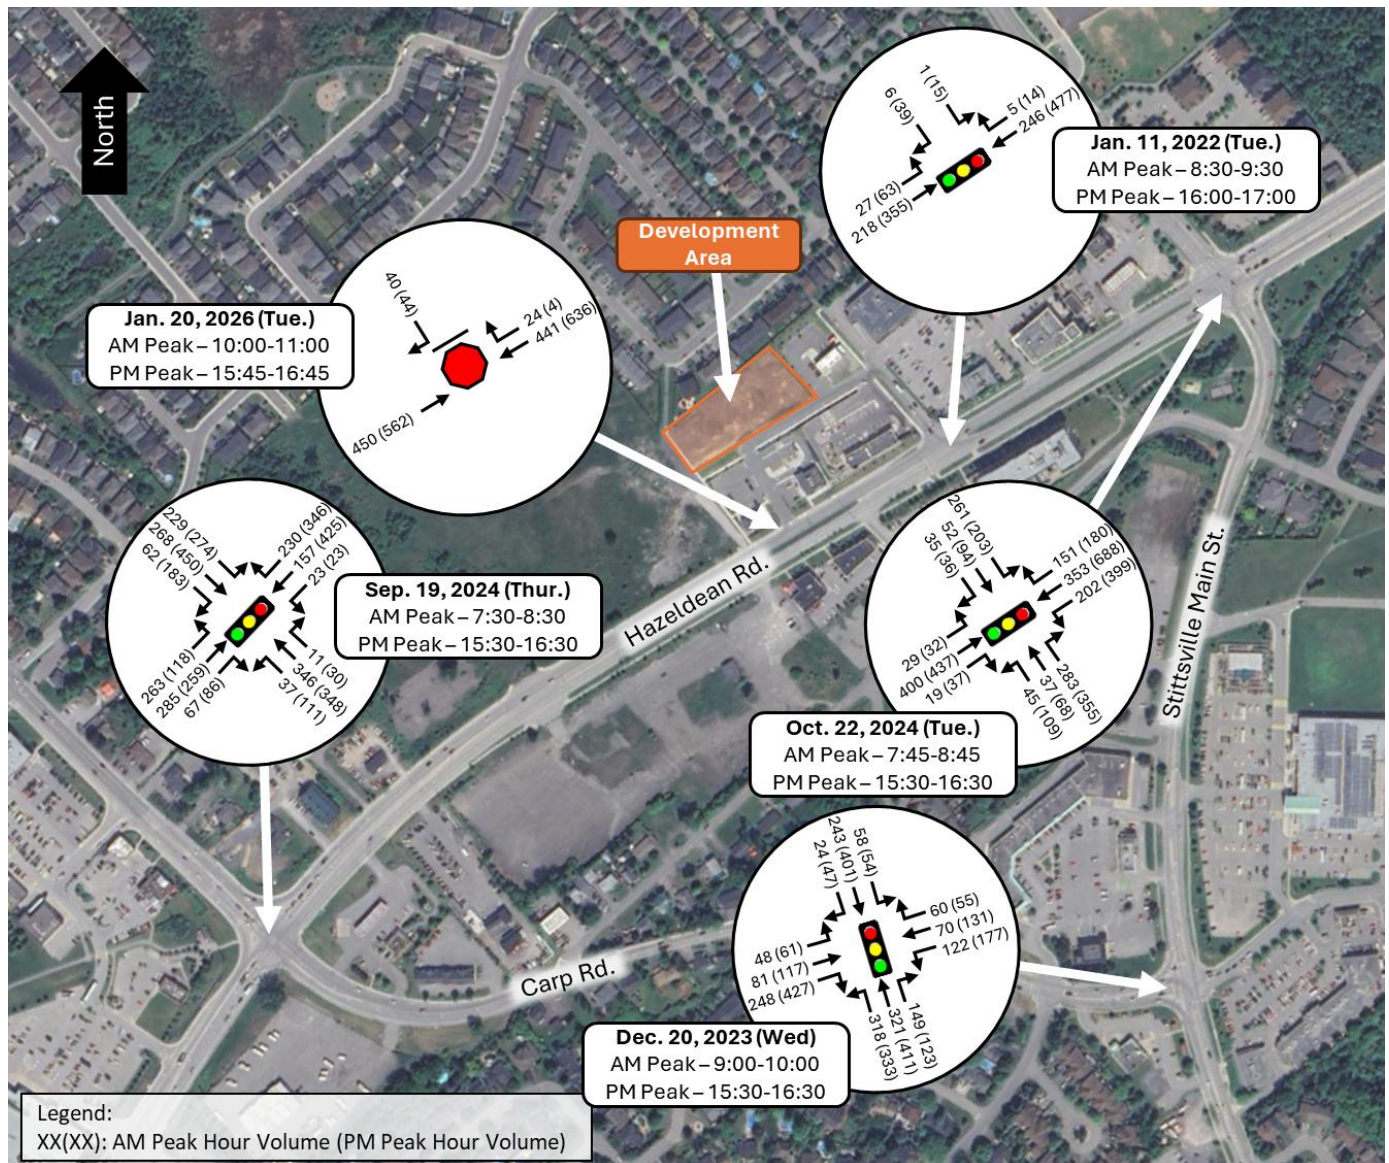 North
1 (15)
6 (39)
5 (14)
246 (477)
27 (63)
218 (355)
Jan. 11, 2022 (Tue.)
AM Peak – 8:30-9:30
PM Peak – 16:00-17:00
Development
Area
40 (44)
24 (4)
441 (636)
450 (562)
Jan. 20, 2026 (Tue.)
AM Peak – 10:00-11:00
PM Peak – 15:45-16:45
229 (274)
268 (450)
62 (183)
230 (346)
157 (425)
23 (23)
263 (118)
285 (259)
67 (86)
11 (30)
346 (348)
37 (111)
Sep. 19, 2024 (Thur.)
AM Peak – 7:30-8:30
PM Peak – 15:30-16:30
Hazeldean Rd.
261 (203)
52 (94)
35 (36)
151 (180)
353 (688)
202 (399)
29 (32)
400 (437)
19 (37)
283 (355)
37 (68)
45 (109)
Stittsville Main St.
Oct. 22, 2024 (Tue.)
AM Peak – 7:45-8:45
PM Peak – 15:30-16:30
58 (54)
243 (401)
24 (47)
60 (55)
70 (131)
122 (177)
48 (61)
81 (117)
248 (427)
149 (123)
321 (411)
318 (333)
Carp Rd.
Dec. 20, 2023 (Wed)
AM Peak – 9:00-10:00
PM Peak – 15:30-16:30
Legend:
XX(XX): AM Peak Hour Volume (PM Peak Hour Volume)